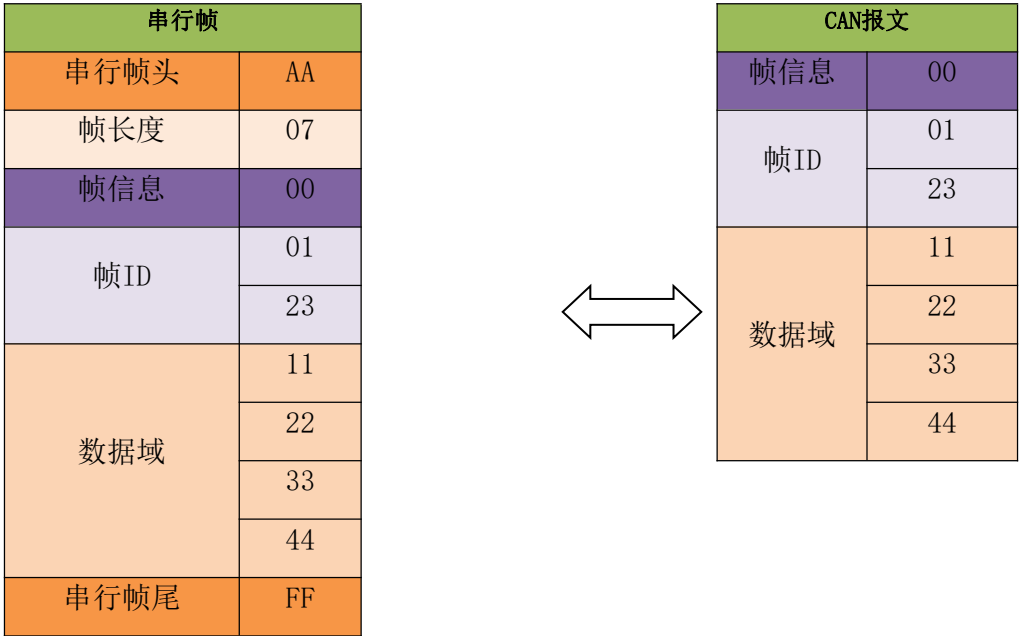 串行帧
串行帧头 AA
帧长度 07
帧信息 00
帧ID 01
23
数据域 11
22
33
44
串行帧尾 FF
CAN报文
帧信息 00
帧ID 01
23
数据域 11
22
33
44